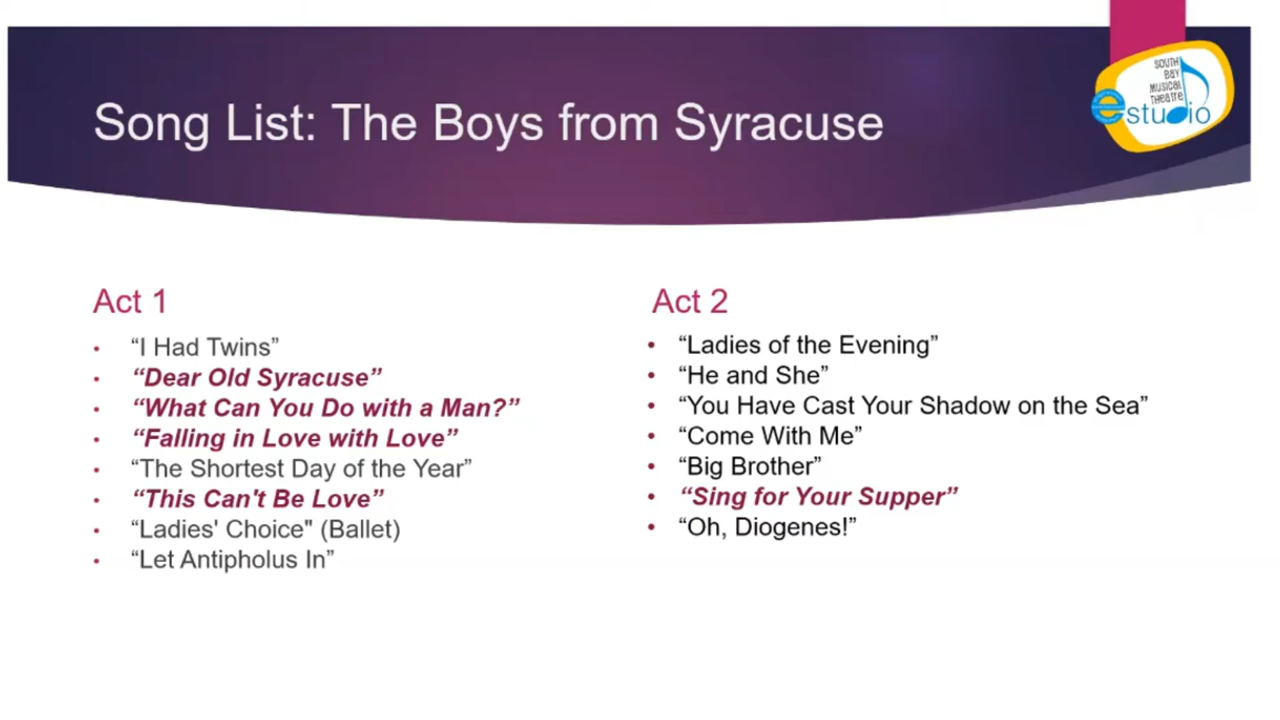 Song List: The Boys from Syracuse
SOUTH
BAY
MUSICAL
THEATRE
estudio
Act 1
“I Had Twins”
“Dear Old Syracuse”
“What Can You Do with a Man?”
“Falling in Love with Love”
“The Shortest Day of the Year”
“This Can't Be Love”
“Ladies' Choice" (Ballet)
“Let Antipholus In”
Act 2
“Ladies of the Evening”
“He and She”
“You Have Cast Your Shadow on the Sea”
“Come With Me”
“Big Brother”
“Sing for Your Supper”
“Oh, Diogenes!”